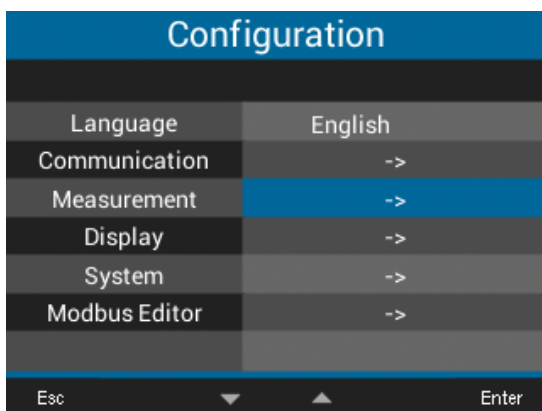 Configuration
Language English
Communication ->
Measurement ->
Display ->
System ->
Modbus Editor ->
Esc Enter